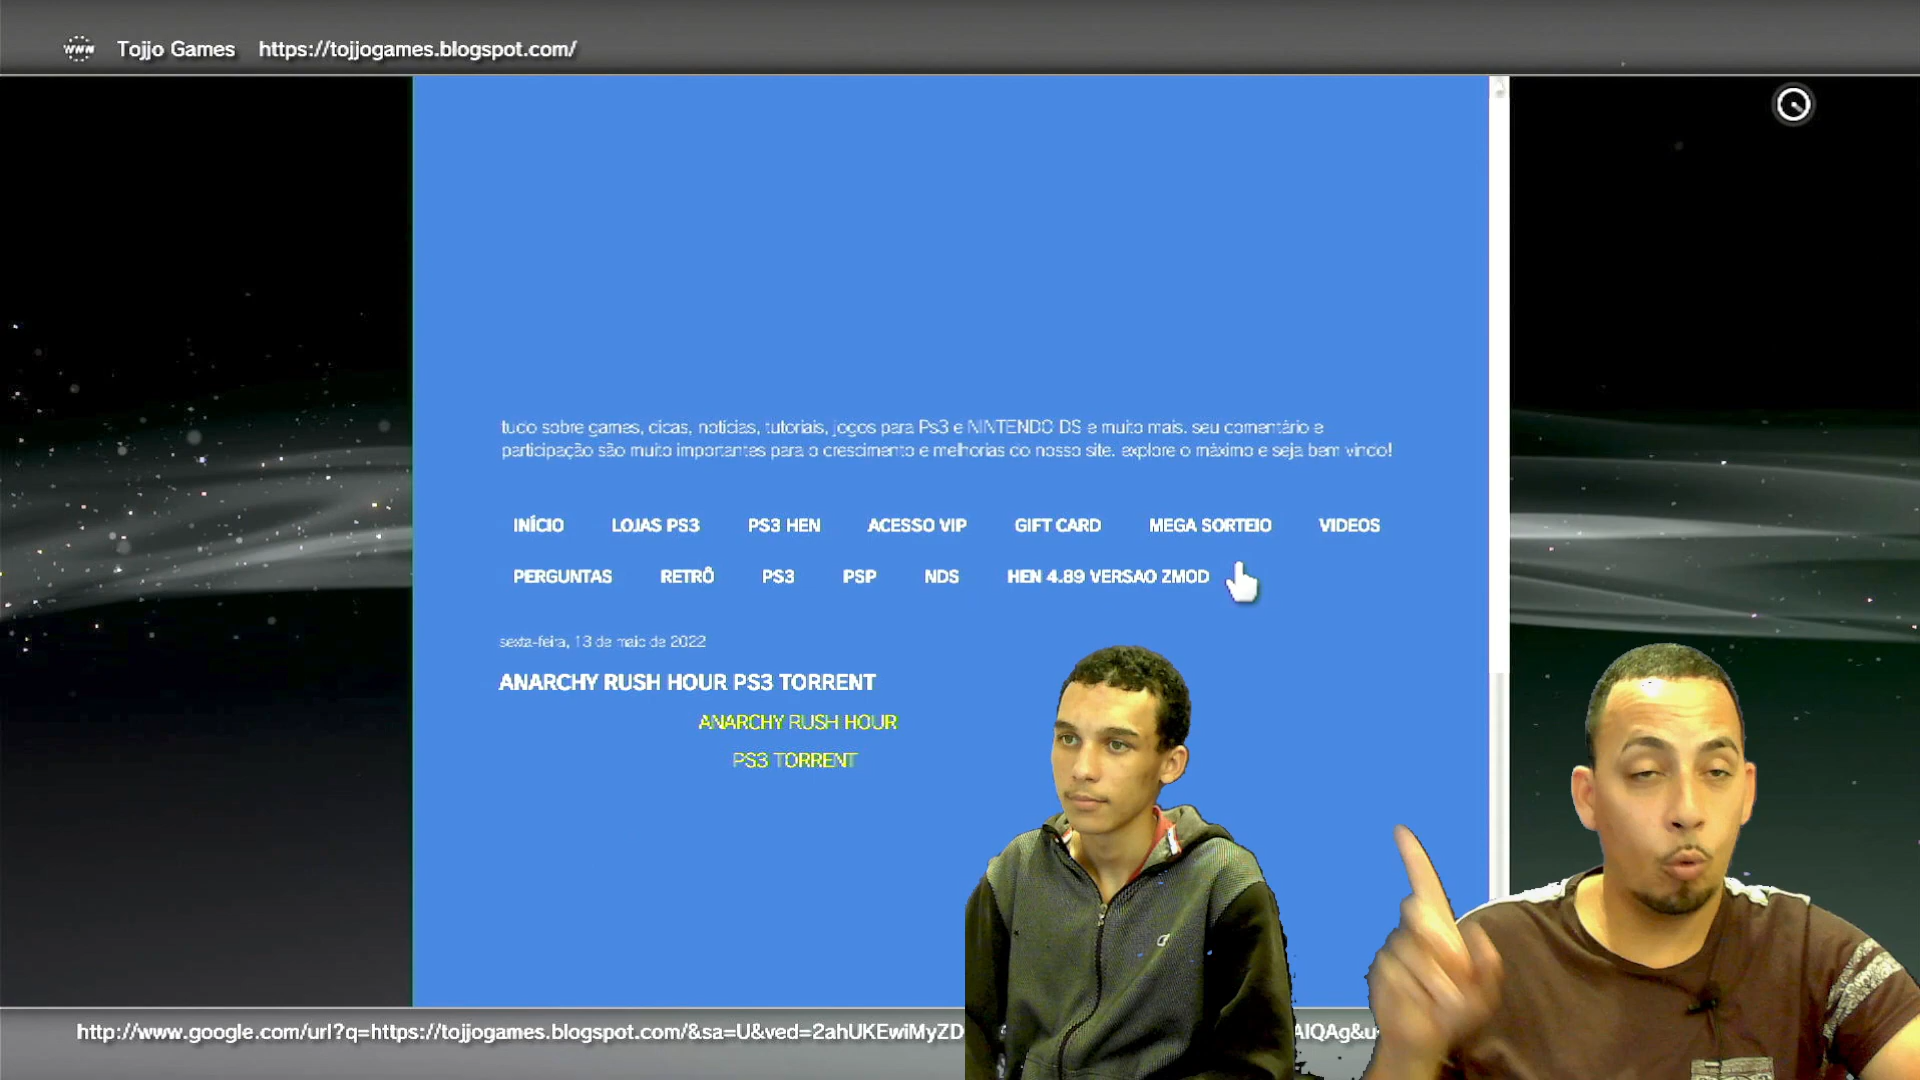 www Tojjo Games https://tojjogames.blogspot.com/
tudo sobre games, dicas, notícias, tutoriais, jogos para Ps3 e NINTENDO DS e muito mais. seu comentário e
participação são muito importantes para o crescimento e melhorias do nosso site. explore o máximo e seja bem vindo!
INÍCIO LOJAS PS3 PS3 HEN ACESSO VIP GIFT CARD MEGA SORTEIO VIDEOS
PERGUNTAS RETRÔ PS3 PSP NDS HEN 4.89 VERSAO ZMOD
sexta-feira, 13 de maio de 2022
ANARCHY RUSH HOUR PS3 TORRENT
ANARCHY RUSH HOUR
PS3 TORRENT
http://www.google.com/url?q=https://tojjogames.blogspot.com/&sa=U&ved=2ahUKEwiMyZD AIQAg&u